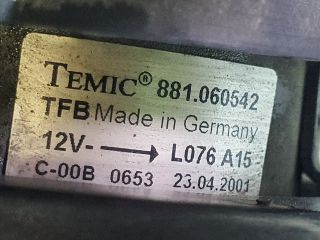 TEMIC® 881.060542
TFB Made in Germany
12V- → L076 A15
C-00B 0653 23.04.2001